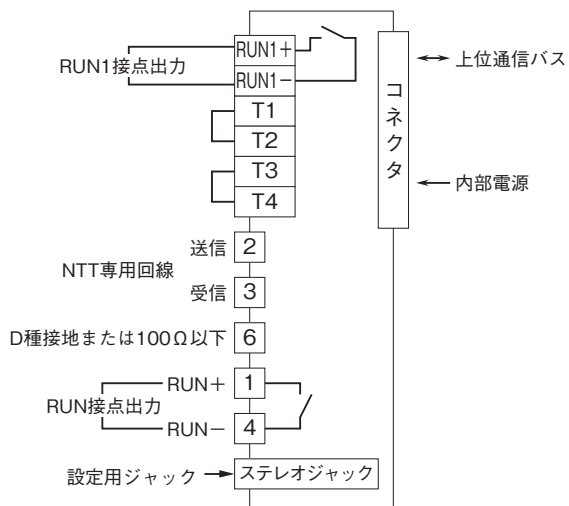 RUN1+
RUN1接点出力
RUN1−
T1
T2
T3
T4
コネクタ
上位通信バス
内部電源
送信 2
NTT専用回線
受信 3
D種接地または100Ω以下 6
RUN+ 1
RUN接点出力
RUN− 4
設定用ジャック ステレオジャック